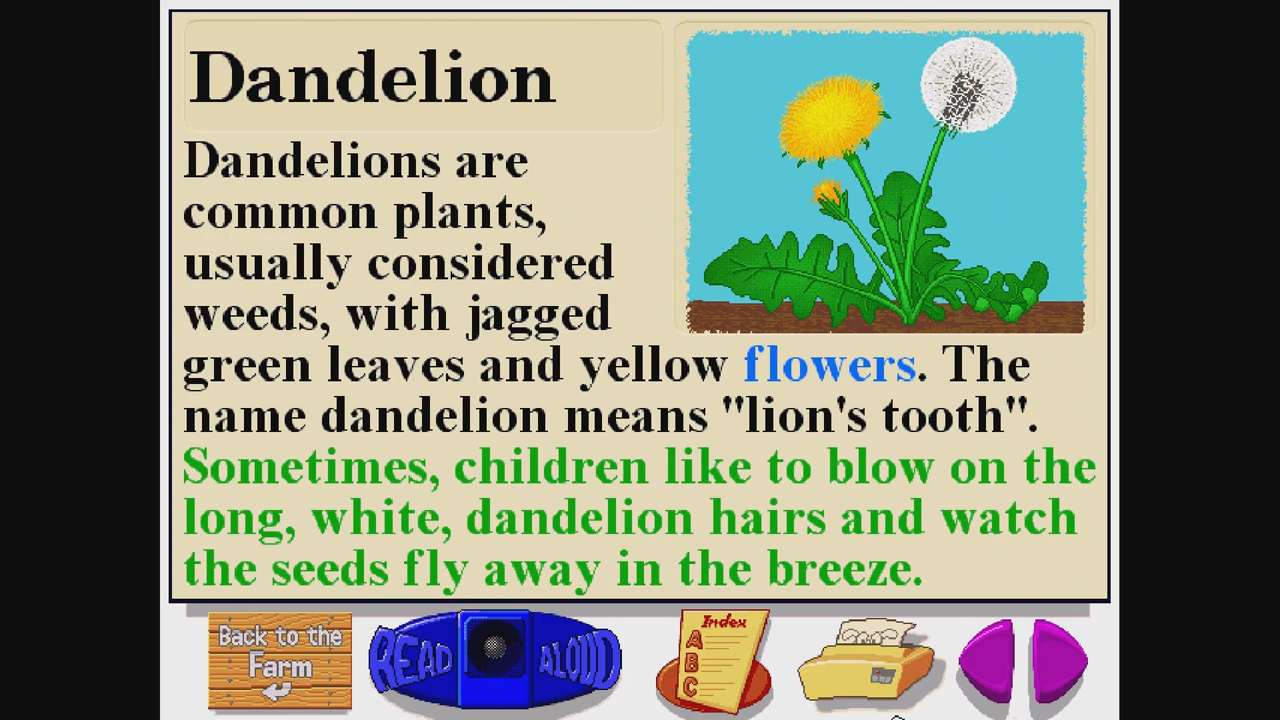 Dandelion
Dandelions are
common plants,
usually considered
weeds, with jagged
green leaves and yellow flowers. The
name dandelion means "lion's tooth".
Sometimes, children like to blow on the
long, white, dandelion hairs and watch
the seeds fly away in the breeze.
Back to the
Farm
READ ALOUD
Index
A
B
C